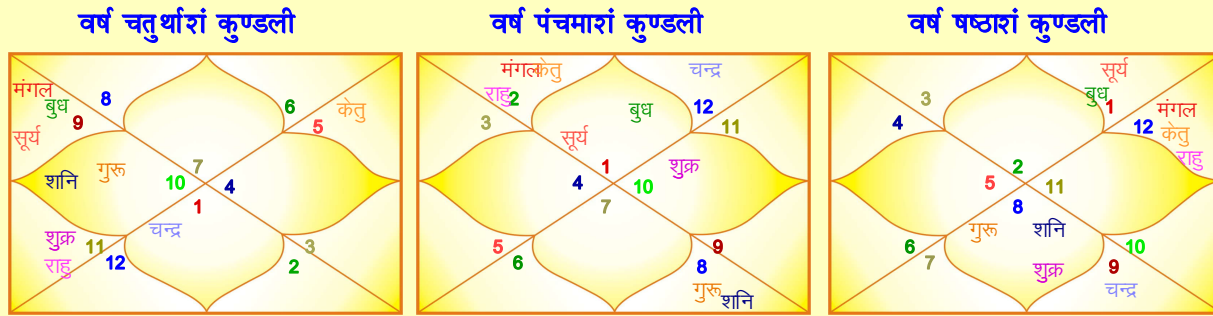 वर्ष चतुर्थाशं कुण्डली
मंगल
8
बुध
9
सूर्य
6
केतु
5
7
गुरू
शनि
10
4
1
चन्द्र
शुक्र
11
राहु
12
3
2
वर्ष पंचमाशं कुण्डली
मंगल
केतु
राहु
2
3
चन्द्र
बुध
12
11
सूर्य
1
शुक्र
4
10
7
5
6
9
8
गुरू
शनि
वर्ष षष्ठाशं कुण्डली
सूर्य
3
बुध
1
मंगल
4
12
केतु
राहु
2
5
11
8
गुरू
शनि
6
7
10
शुक्र
9
चन्द्र